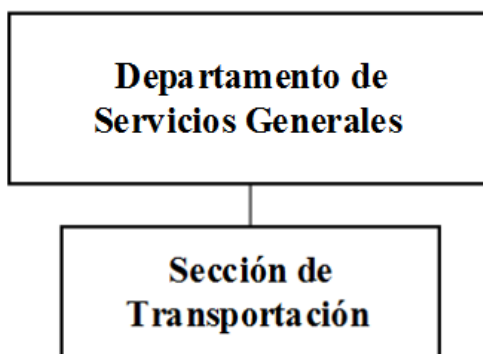 Departamento de
Servicios Generales
Sección de
Transportación